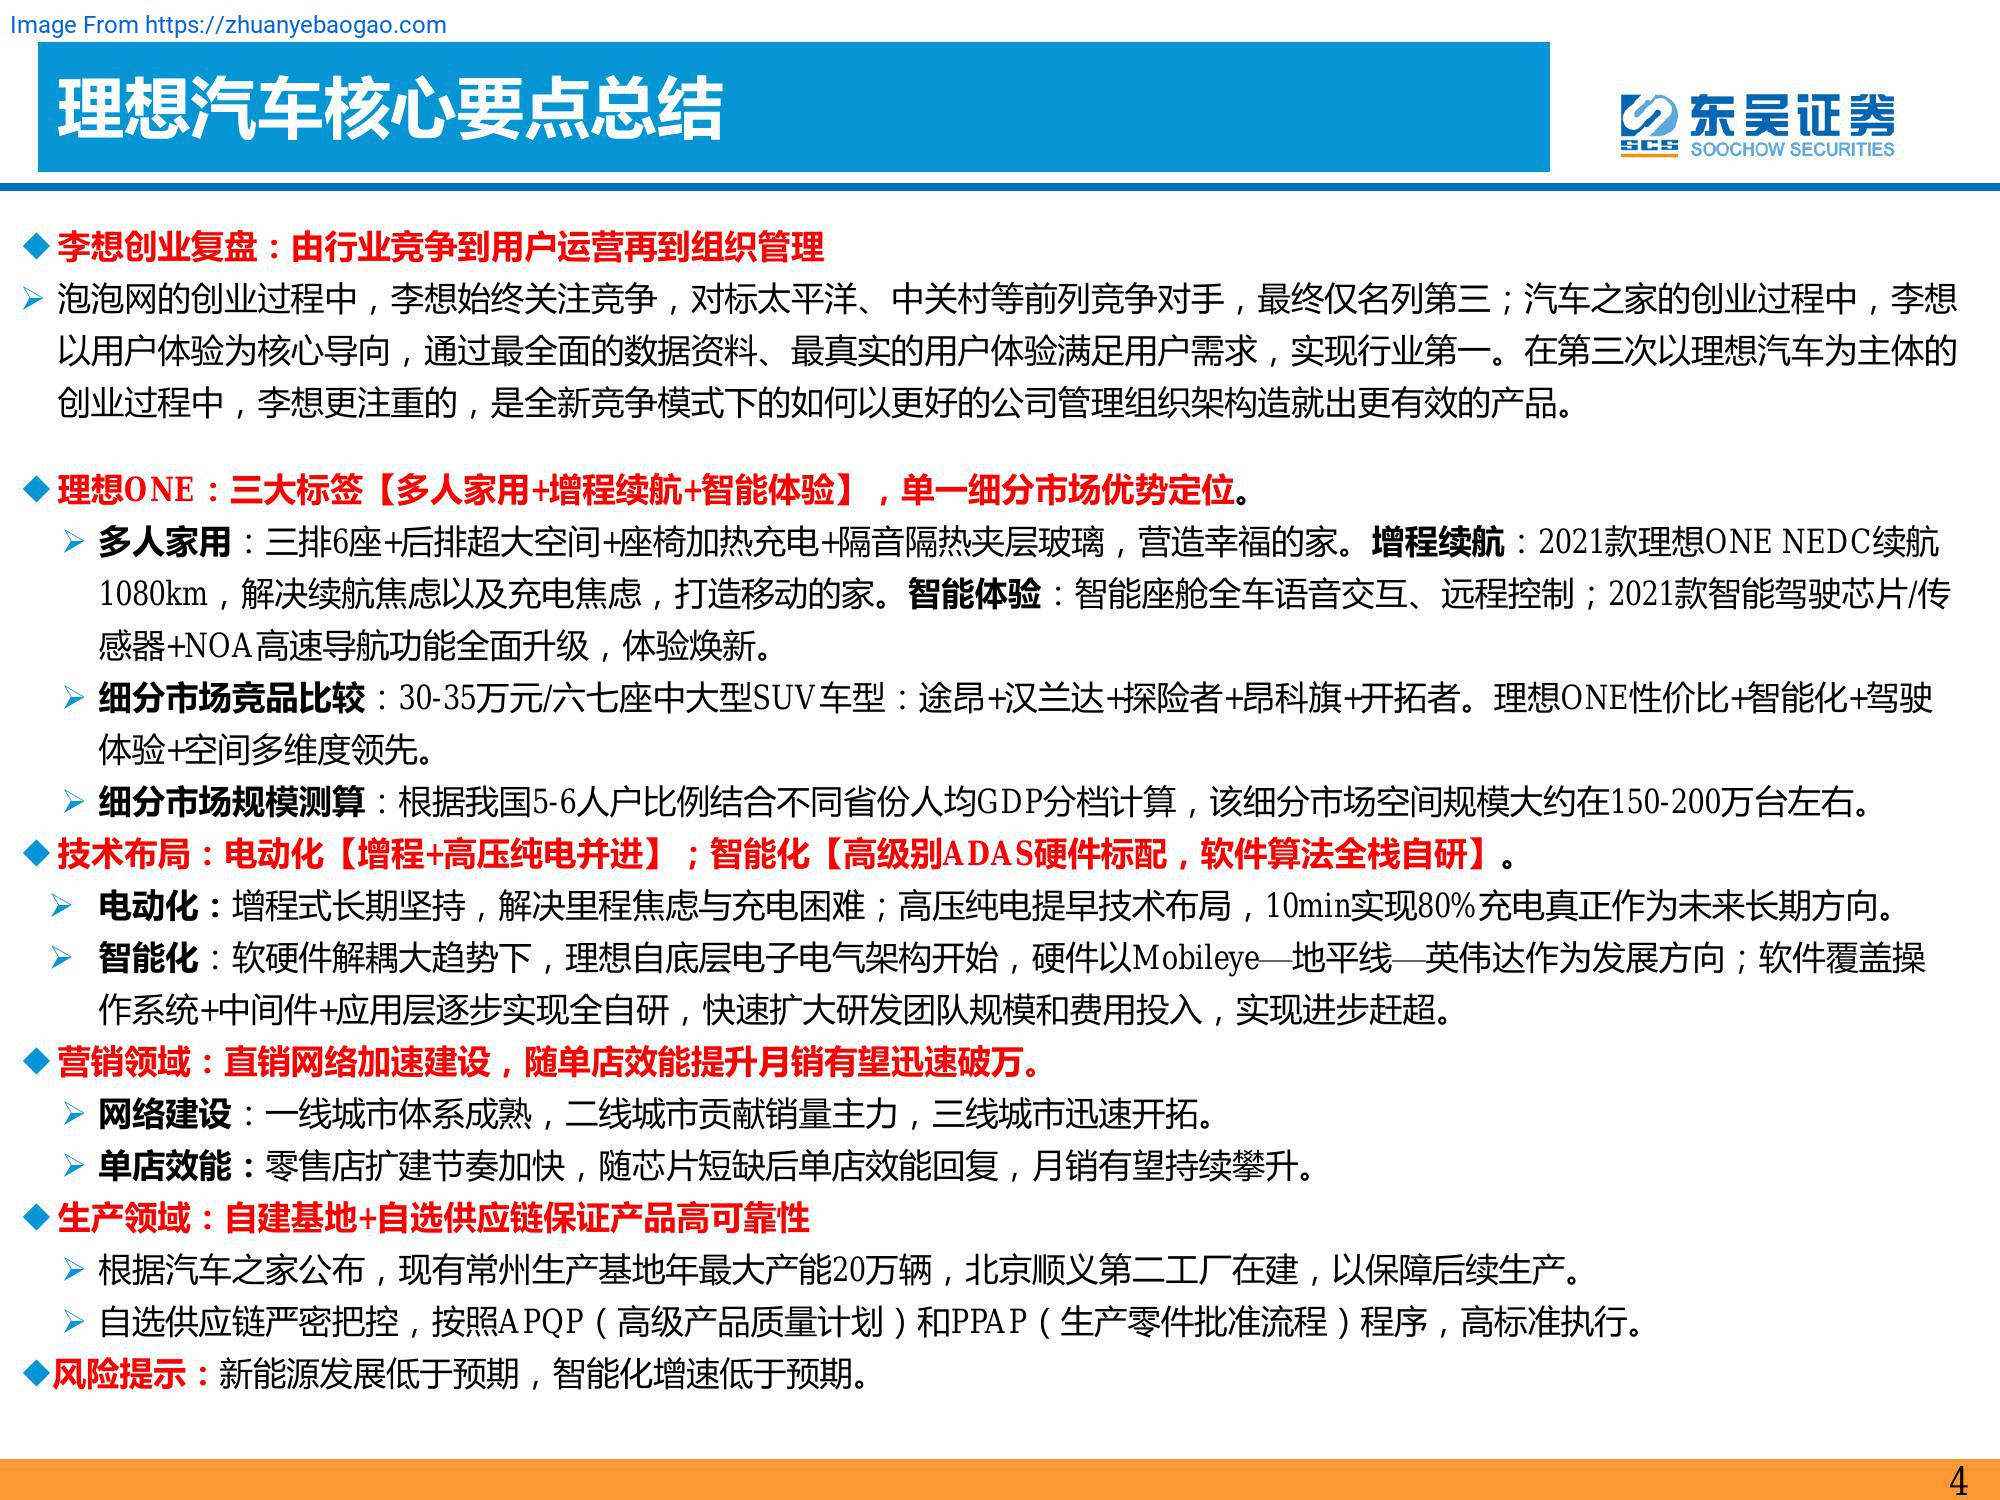 Image From https://zhuanyebaogao.com
理想汽车核心要点总结
东吴证券
SCS
SOOCHOW SECURITIES
李想创业复盘：由行业竞争到用户运营再到组织管理
泡泡网的创业过程中，李想始终关注竞争，对标太平洋、中关村等前列竞争对手，最终仅名列第三；汽车之家的创业过程中，李想
以用户体验为核心导向，通过最全面的数据资料、最真实的用户体验满足用户需求，实现行业第一。在第三次以理想汽车为主体的
创业过程中，李想更注重的，是全新竞争模式下的如何以更好的公司管理组织架构造就出更有效的产品。
理想ONE：三大标签【多人家用+增程续航+智能体验】，单一细分市场优势定位。
多人家用：三排6座+后排超大空间+座椅加热充电+隔音隔热夹层玻璃，营造幸福的家。增程续航：2021款理想ONE NEDC续航
1080km，解决续航焦虑以及充电焦虑，打造移动的家。智能体验：智能座舱全车语音交互、远程控制；2021款智能驾驶芯片/传
感器+NOA高速导航功能全面升级，体验焕新。
细分市场竞品比较：30-35万元/六七座中大型SUV车型：途昂+汉兰达+探险者+昂科旗+开拓者。理想ONE性价比+智能化+驾驶
体验+空间多维度领先。
细分市场规模测算：根据我国5-6人户比例结合不同省份人均GDP分档计算，该细分市场空间规模大约在150-200万台左右。
技术布局：电动化【增程+高压纯电并进】；智能化【高级别ADAS硬件标配，软件算法全栈自研】。
电动化：增程式长期坚持，解决里程焦虑与充电困难；高压纯电提早技术布局，10min实现80%充电真正作为未来长期方向。
智能化：软硬件解耦大趋势下，理想自底层电子电气架构开始，硬件以Mobileye—地平线—英伟达作为发展方向；软件覆盖操
作系统+中间件+应用层逐步实现全自研，快速扩大研发团队规模和费用投入，实现进步赶超。
营销领域：直销网络加速建设，随单店效能提升月销有望迅速破万。
网络建设：一线城市体系成熟，二线城市贡献销量主力，三线城市迅速开拓。
单店效能：零售店扩建节奏加快，随芯片短缺后单店效能回复，月销有望持续攀升。
生产领域：自建基地+自选供应链保证产品高可靠性
根据汽车之家公布，现有常州生产基地年最大产能20万辆，北京顺义第二工厂在建，以保障后续生产。
自选供应链严密把控，按照APQP（高级产品质量计划）和PPAP（生产零件批准流程）程序，高标准执行。
风险提示：新能源发展低于预期，智能化增速低于预期。
4